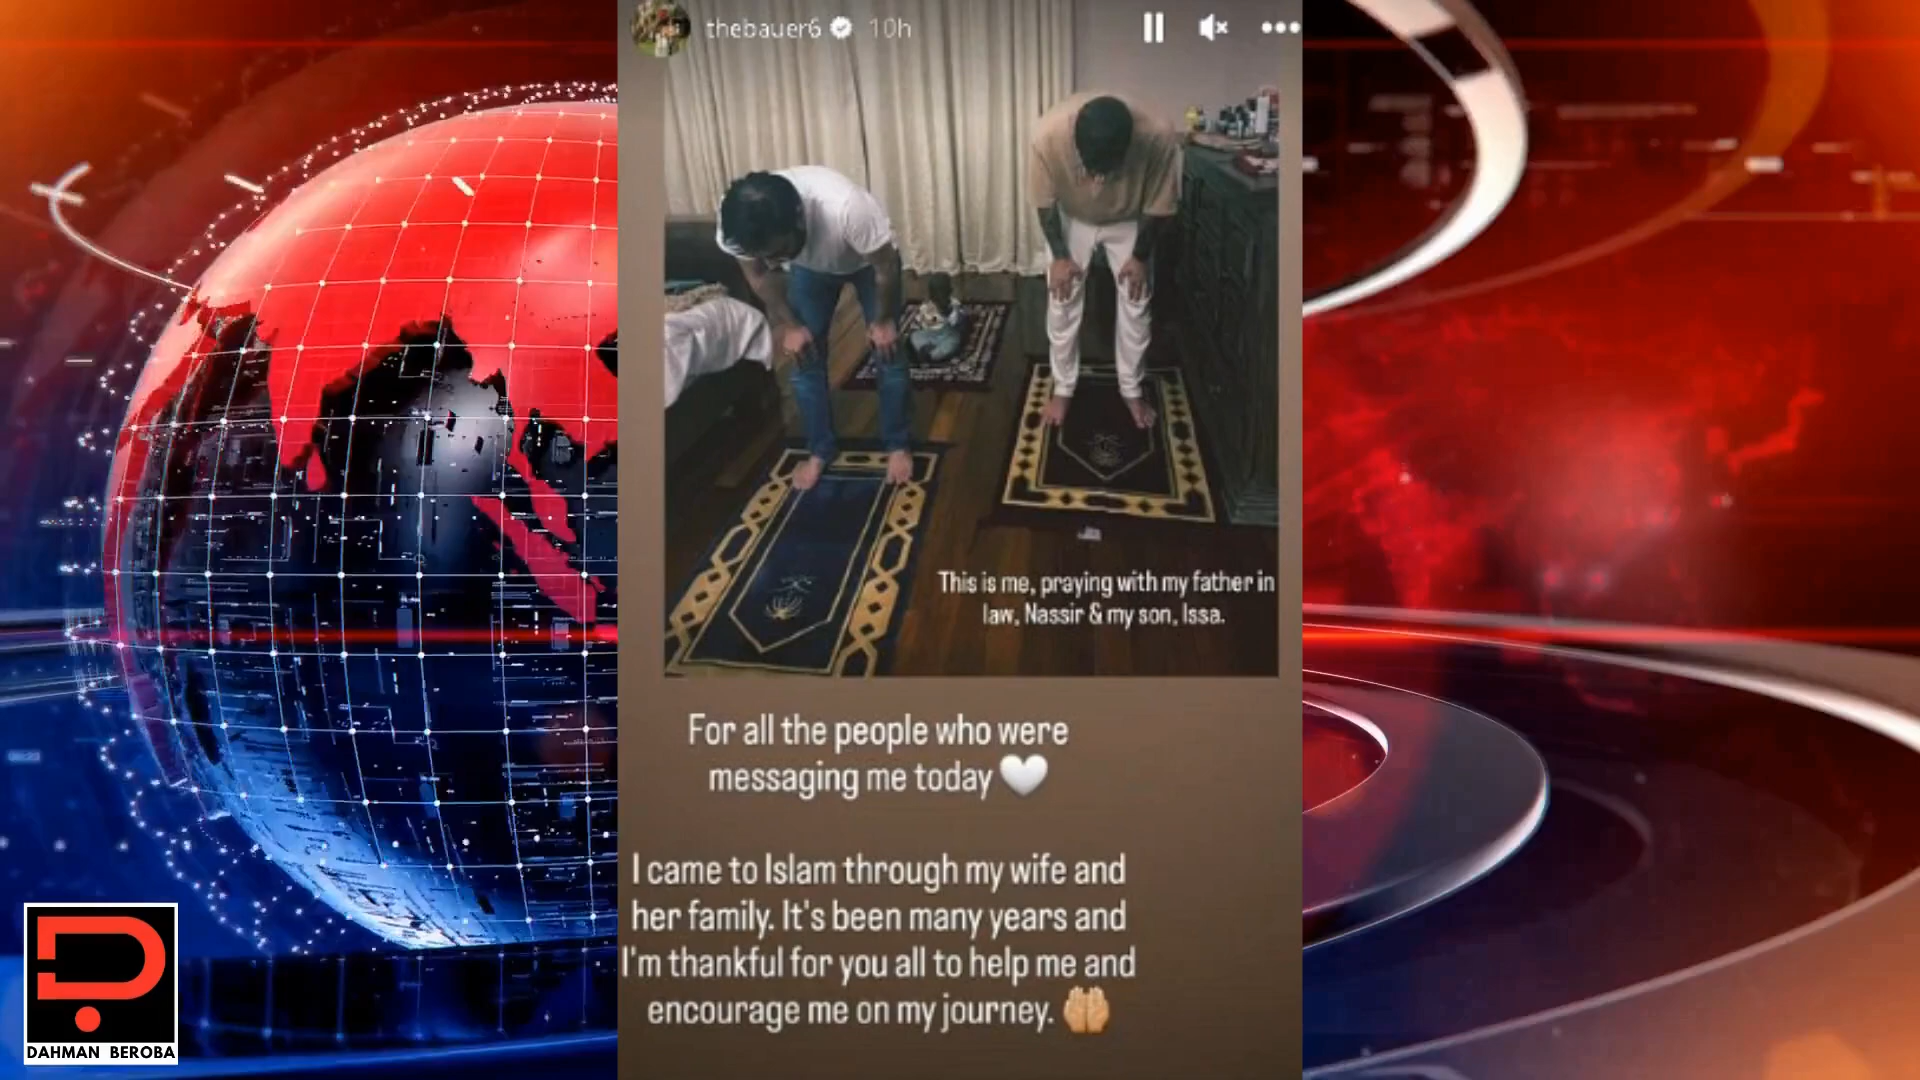 thebauer6 10h
This is me, praying with my father in
law, Nassir & my son, Issa.
For all the people who were
messaging me today 🤍
I came to Islam through my wife and
her family. It's been many years and
I'm thankful for you all to help me and
encourage me on my journey. 🤲🏼
DAHMAN BEROBA